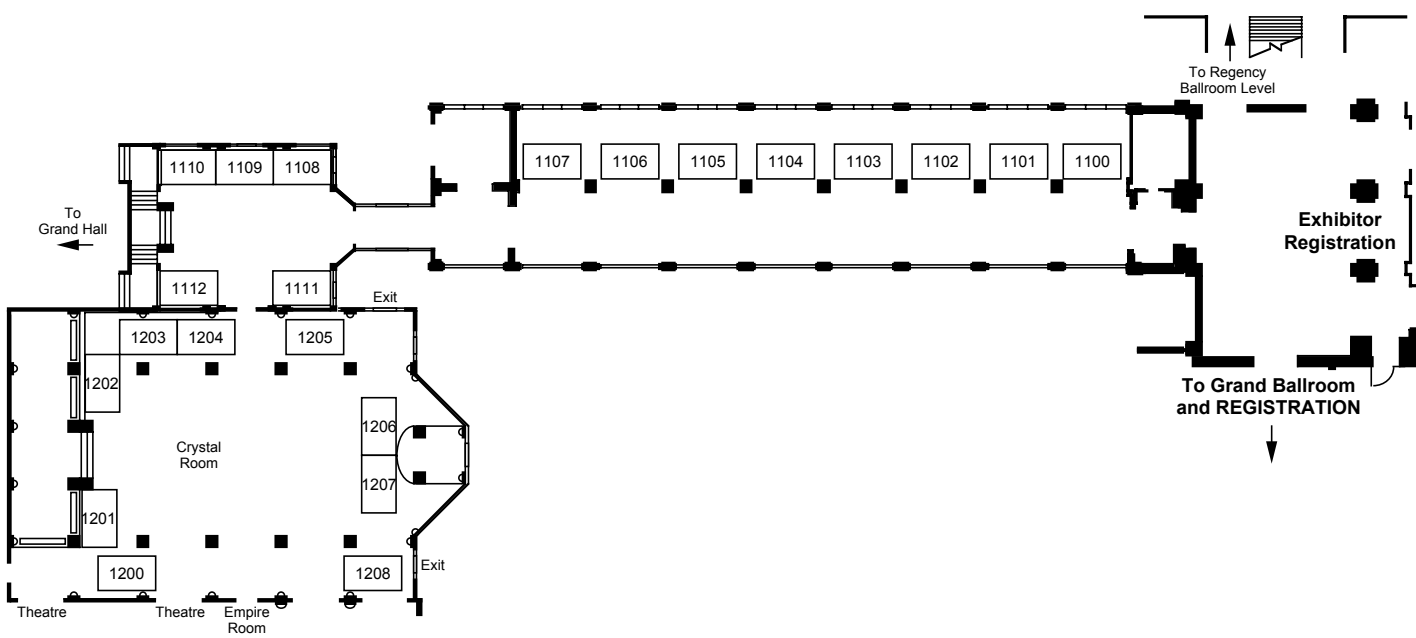 To Regency
Ballroom Level
1107
1106
1105
1104
1103
1102
1101
1100
1110
1109
1108
To
Grand Hall
Exhibitor
Registration
1112
1111
Exit
1203
1204
1205
1202
To Grand Ballroom
and REGISTRATION
1206
Crystal
Room
1207
1201
1200
1208
Exit
Theatre
Theatre
Empire
Room